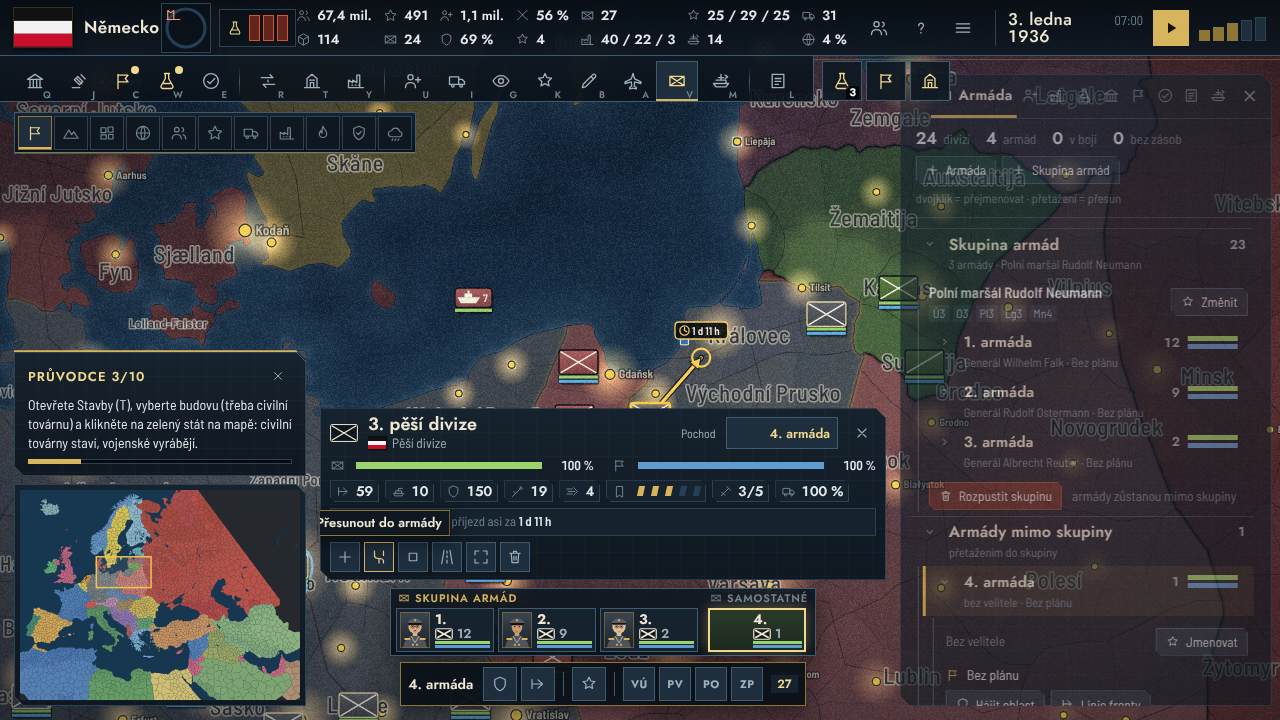 Německo
67,4 mil.
491
1,1 mil.
56 %
27
25 / 29 / 25
31
114
24
69 %
4
40 / 22 / 3
14
4 %
3. ledna
1936
07:00
Q
J
C
W
E
R
T
Y
U
I
G
K
B
A
V
M
L
3
Armáda
Latgale
Kurzemsko
Zemgale
Severní Jutsko
Skåne
Liepāja
Aarhus
Jižní Jutsko
Kodaň
Sjælland
Fyn
Lolland-Falster
7
Žemaitija
Aukštaitija
Vitebsk
24 divizí 4 armád 0 v boji 0 bez zásob
Armáda
Skupina armád
dvojklik = přejmenovat · přetažení = přesun
Skupina armád
23
3 armády · Polní maršál Rudolf Neumann
Polní maršál Rudolf Neumann
Vilnius
Změnit
Ú3 O3 Pl3 Lg3 Mn4
1. armáda
12
Generál Wilhelm Falk · Bez plánu
2. armáda
9
Generál Rudolf Ostermann · Bez plánu
3. armáda
2
Generál Albrecht Reuter · Bez plánu
Minsk
Grodno
Grodno
Novogrudek
Białystok
Rozpustit skupinu
armády zůstanou mimo skupiny
Armády mimo skupiny
1
přetažením do skupiny
4. armáda
1
bez velitele · Bez plánu
Polesí
Bez velitele
Jmenovat
Bez plánu
Hájit oblast
Linie fronty
Žytomyr
Tilsit
1 d 11 h
Královec
Gdaňsk
Východní Prusko
PRŮVODCE 3/10
Otevřete Stavby (T), vyberte budovu (třeba civilní
továrnu) a klikněte na zelený stát na mapě: civilní
továrny staví, vojenské vyrábějí.
3. pěší divize
Pěší divize
Pochod
4. armáda
100 %
100 %
59
10
150
19
4
3/5
100 %
Přesunout do armády
příjezd asi za 1 d 11 h
Varšava
SKUPINA ARMÁD
SAMOSTATNÉ
1.
12
2.
9
3.
2
4.
1
4. armáda
VÚ
PV
PO
ZP
27
Lublin
Vratislav
Erfurt
Sasko